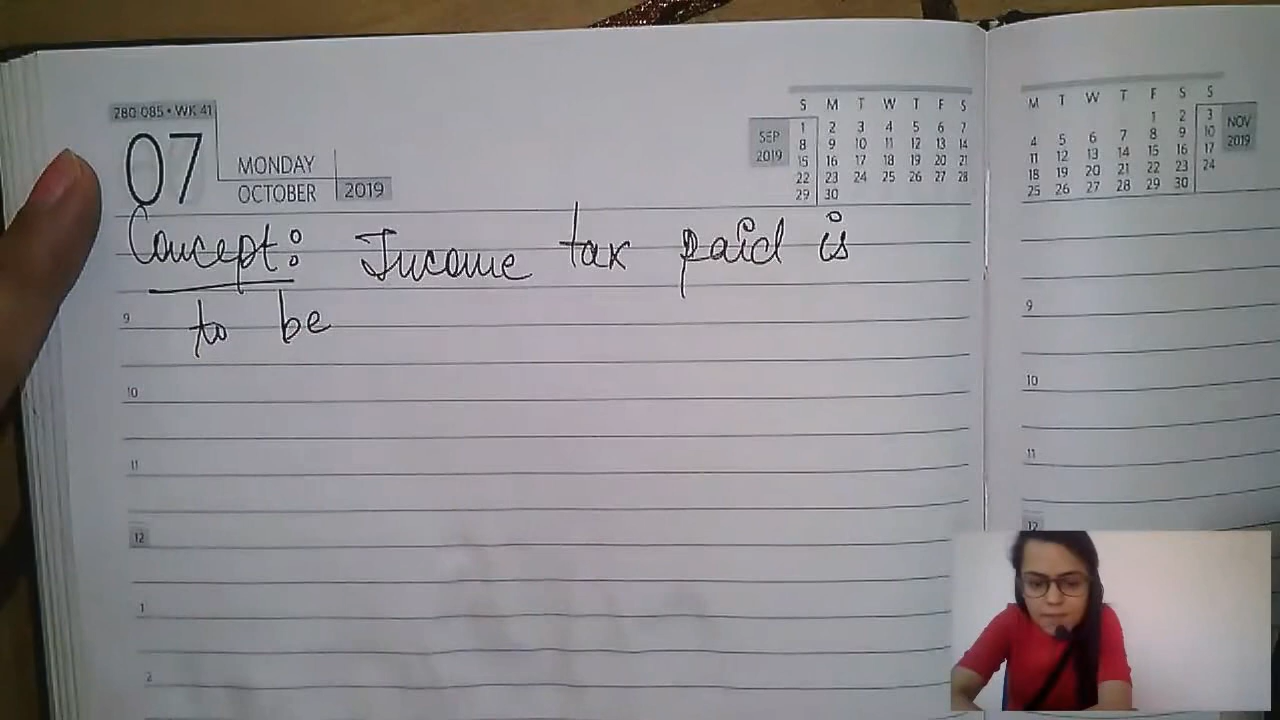 280-085 • WK 41
07
MONDAY
OCTOBER 2019
SEP 2019
S M T W T F S
1 2 3 4 5 6 7
8 9 10 11 12 13 14
15 16 17 18 19 20 21
22 23 24 25 26 27 28
29 30
Concept: Income tax paid is
to be
9
10
11
12
1
2
NOV 2019
M T W T F S S
1 2 3
4 5 6 7 8 9 10
11 12 13 14 15 16 17
18 19 20 21 22 23 24
25 26 27 28 29 30
9
10
11
12